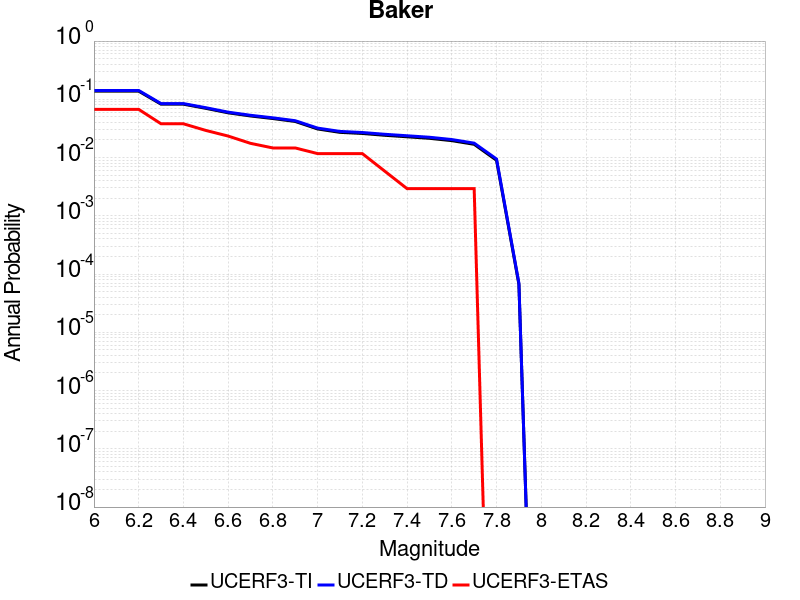 Baker
10^0
10^-1
10^-2
10^-3
10^-4
10^-5
10^-6
10^-7
10^-8
Annual Probability
6 6.2 6.4 6.6 6.8 7 7.2 7.4 7.6 7.8 8 8.2 8.4 8.6 8.8 9
Magnitude
UCERF3-TI UCERF3-TD UCERF3-ETAS